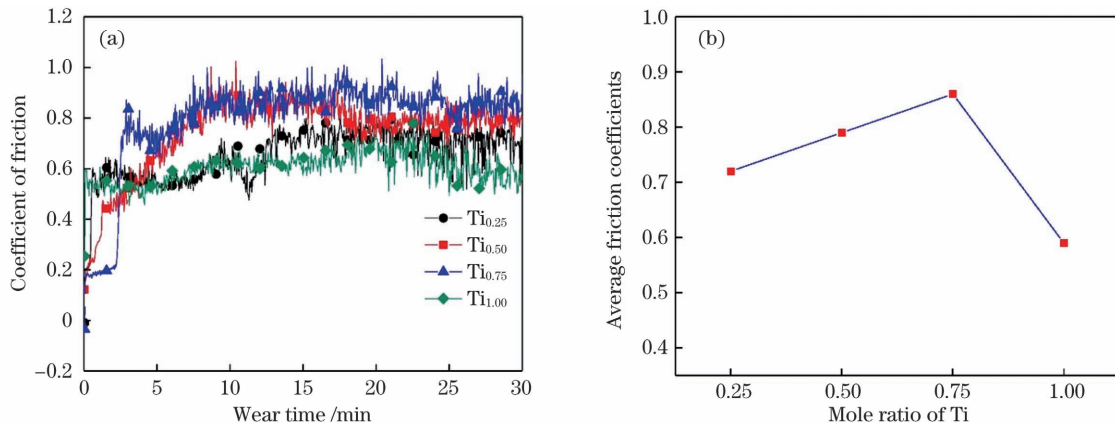 (a)
1.2
1.0
0.8
0.6
0.4
0.2
0
−0.2
Coefficient of friction
0
5
10
15
20
25
30
Wear time /min
Ti0.25
Ti0.50
Ti0.75
Ti1.00
(b)
1.0
0.9
0.8
0.7
0.6
0.5
0.4
Average friction coefficients
0.25
0.50
0.75
1.00
Mole ratio of Ti